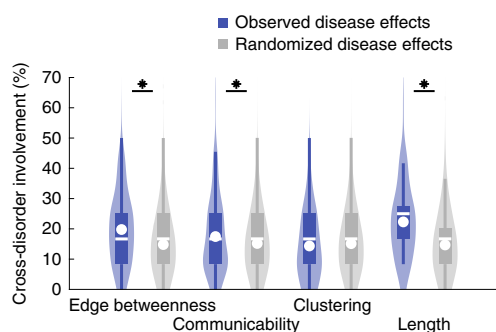 Observed disease effects
Randomized disease effects
Cross-disorder involvement (%)
70
60
50
40
30
20
10
0
* * *
Edge betweenness
Clustering
Communicability
Length